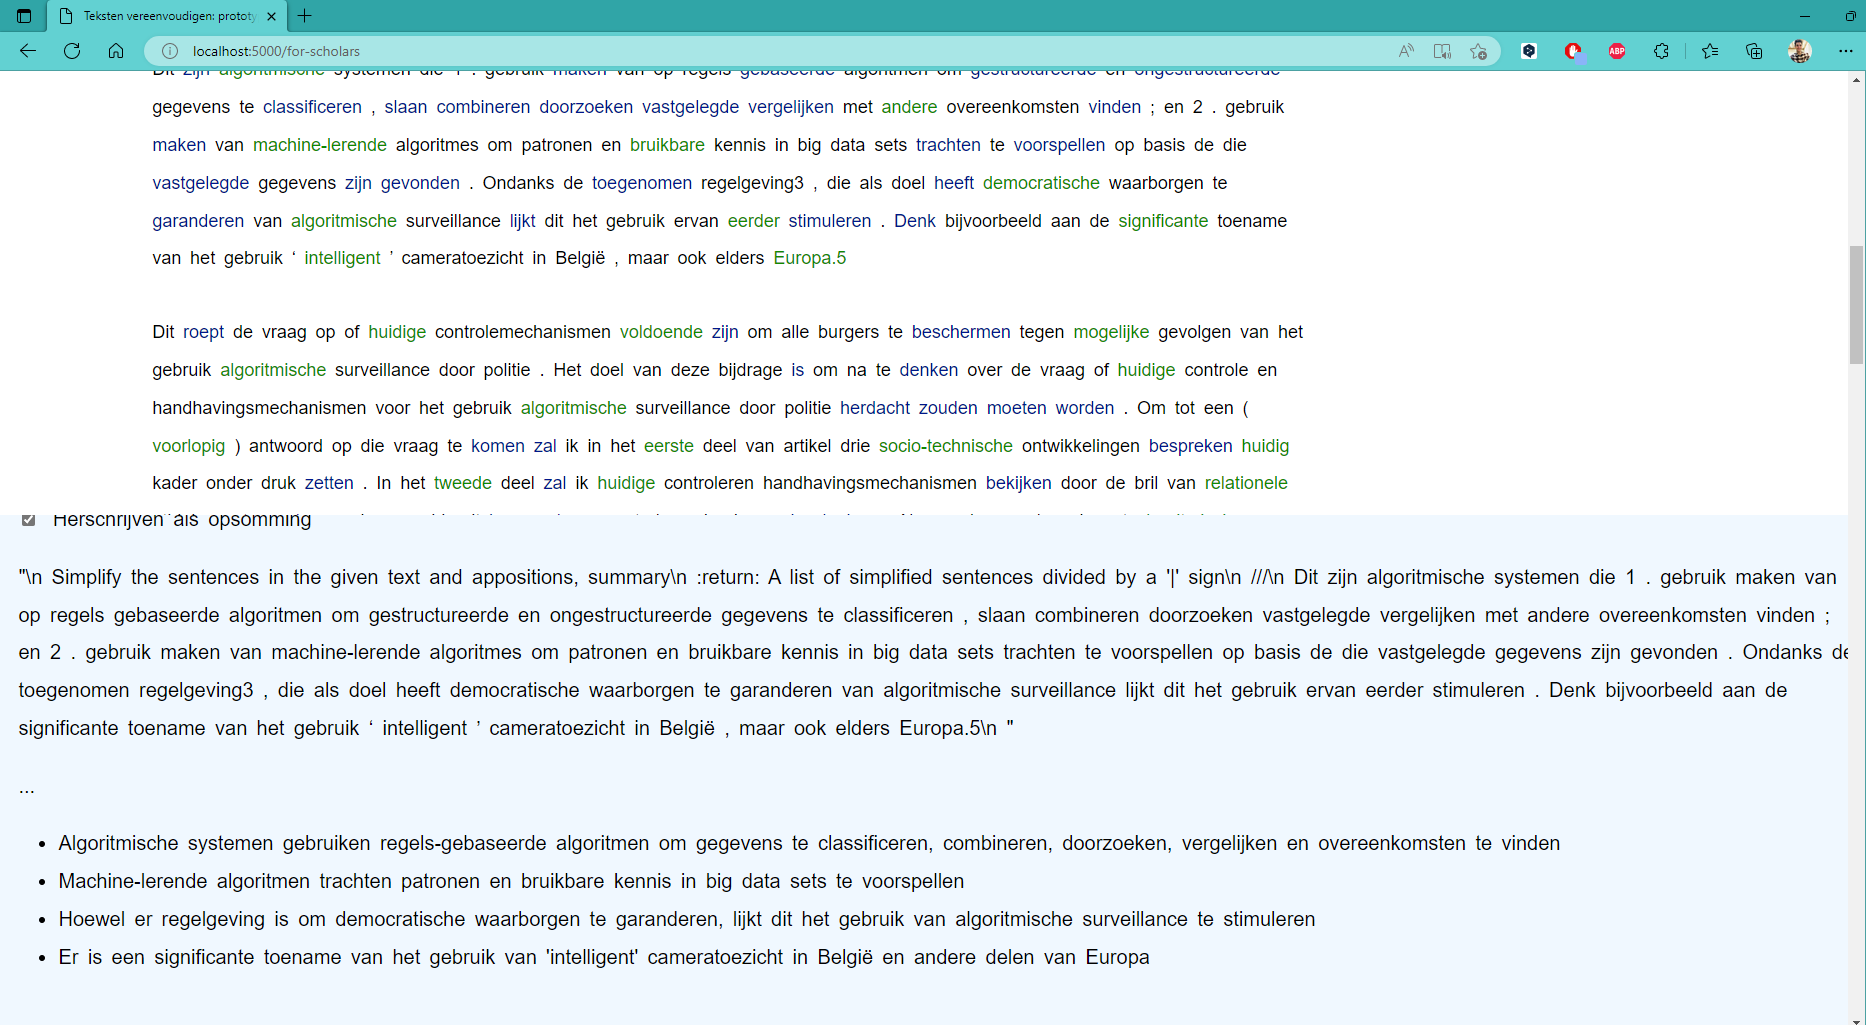 Teksten vereenvoudigen: prototy
localhost:5000/for-scholars
ABP
Dit zijn algoritmische systemen die 1 . gebruik maken van op regels gebaseerde algoritmen om gestructureerde en ongestructureerde
gegevens te classificeren , slaan combineren doorzoeken vastgelegde vergelijken met andere overeenkomsten vinden ; en 2 . gebruik
maken van machine-lerende algoritmes om patronen en bruikbare kennis in big data sets trachten te voorspellen op basis de die
vastgelegde gegevens zijn gevonden . Ondanks de toegenomen regelgeving3 , die als doel heeft democratische waarborgen te
garanderen van algoritmische surveillance lijkt dit het gebruik ervan eerder stimuleren . Denk bijvoorbeeld aan de significante toename
van het gebruik ‘ intelligent ’ cameratoezicht in België , maar ook elders Europa.5
Dit roept de vraag op of huidige controlemechanismen voldoende zijn om alle burgers te beschermen tegen mogelijke gevolgen van het
gebruik algoritmische surveillance door politie . Het doel van deze bijdrage is om na te denken over de vraag of huidige controle en
handhavingsmechanismen voor het gebruik algoritmische surveillance door politie herdacht zouden moeten worden . Om tot een (
voorlopig ) antwoord op die vraag te komen zal ik in het eerste deel van artikel drie socio-technische ontwikkelingen bespreken huidig
kader onder druk zetten . In het tweede deel zal ik huidige controleren handhavingsmechanismen bekijken door de bril van relationele
Herschrijven als opsomming
"\n Simplify the sentences in the given text and appositions, summary\n :return: A list of simplified sentences divided by a '|' sign\n ///\n Dit zijn algoritmische systemen die 1 . gebruik maken van
op regels gebaseerde algoritmen om gestructureerde en ongestructureerde gegevens te classificeren , slaan combineren doorzoeken vastgelegde vergelijken met andere overeenkomsten vinden ;
en 2 . gebruik maken van machine-lerende algoritmes om patronen en bruikbare kennis in big data sets trachten te voorspellen op basis de die vastgelegde gegevens zijn gevonden . Ondanks de
toegenomen regelgeving3 , die als doel heeft democratische waarborgen te garanderen van algoritmische surveillance lijkt dit het gebruik ervan eerder stimuleren . Denk bijvoorbeeld aan de
significante toename van het gebruik ‘ intelligent ’ cameratoezicht in België , maar ook elders Europa.5\n "
...
• Algoritmische systemen gebruiken regels-gebaseerde algoritmen om gegevens te classificeren, combineren, doorzoeken, vergelijken en overeenkomsten te vinden
• Machine-lerende algoritmen trachten patronen en bruikbare kennis in big data sets te voorspellen
• Hoewel er regelgeving is om democratische waarborgen te garanderen, lijkt dit het gebruik van algoritmische surveillance te stimuleren
• Er is een significante toename van het gebruik van 'intelligent' cameratoezicht in België en andere delen van Europa